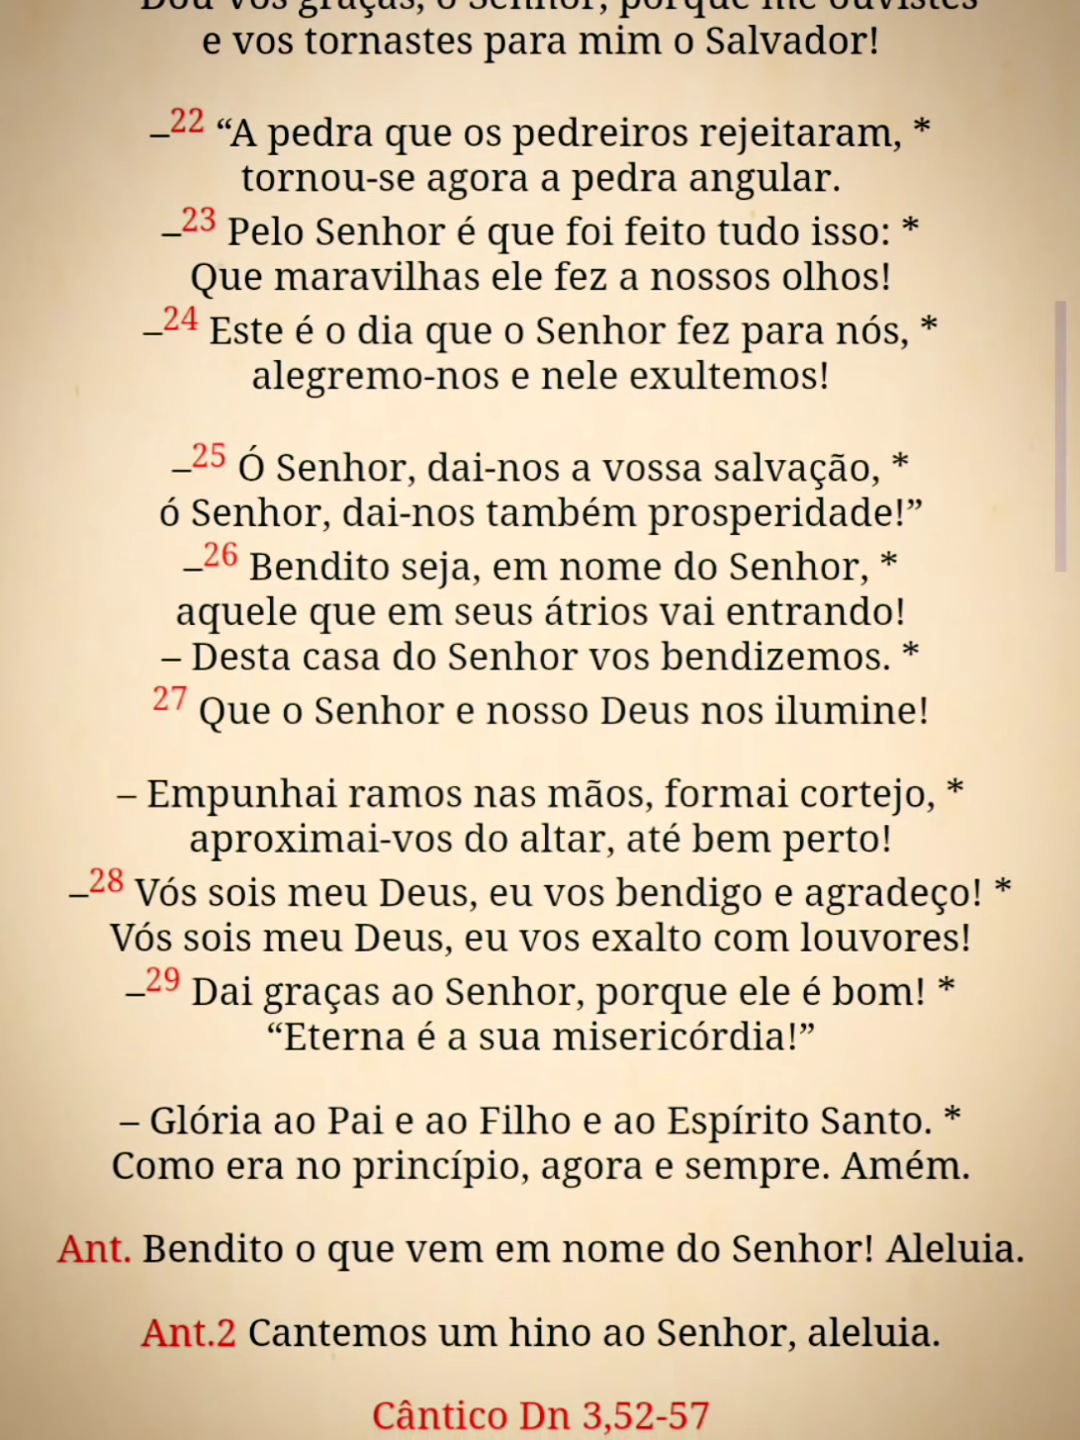 Dou-vos graças, ó Senhor, porque me ouvistes
e vos tornastes para mim o Salvador!
–22 “A pedra que os pedreiros rejeitaram, *
tornou-se agora a pedra angular.
–23 Pelo Senhor é que foi feito tudo isso: *
Que maravilhas ele fez a nossos olhos!
–24 Este é o dia que o Senhor fez para nós, *
alegremo-nos e nele exultemos!
–25 Ó Senhor, dai-nos a vossa salvação, *
ó Senhor, dai-nos também prosperidade!”
–26 Bendito seja, em nome do Senhor, *
aquele que em seus átrios vai entrando!
– Desta casa do Senhor vos bendizemos. *
27 Que o Senhor e nosso Deus nos ilumine!
– Empunhai ramos nas mãos, formai cortejo, *
aproximai-vos do altar, até bem perto!
–28 Vós sois meu Deus, eu vos bendigo e agradeço! *
Vós sois meu Deus, eu vos exalto com louvores!
–29 Dai graças ao Senhor, porque ele é bom! *
“Eterna é a sua misericórdia!”
– Glória ao Pai e ao Filho e ao Espírito Santo. *
Como era no princípio, agora e sempre. Amém.
Ant. Bendito o que vem em nome do Senhor! Aleluia.
Ant.2 Cantemos um hino ao Senhor, aleluia.
Cântico Dn 3,52-57